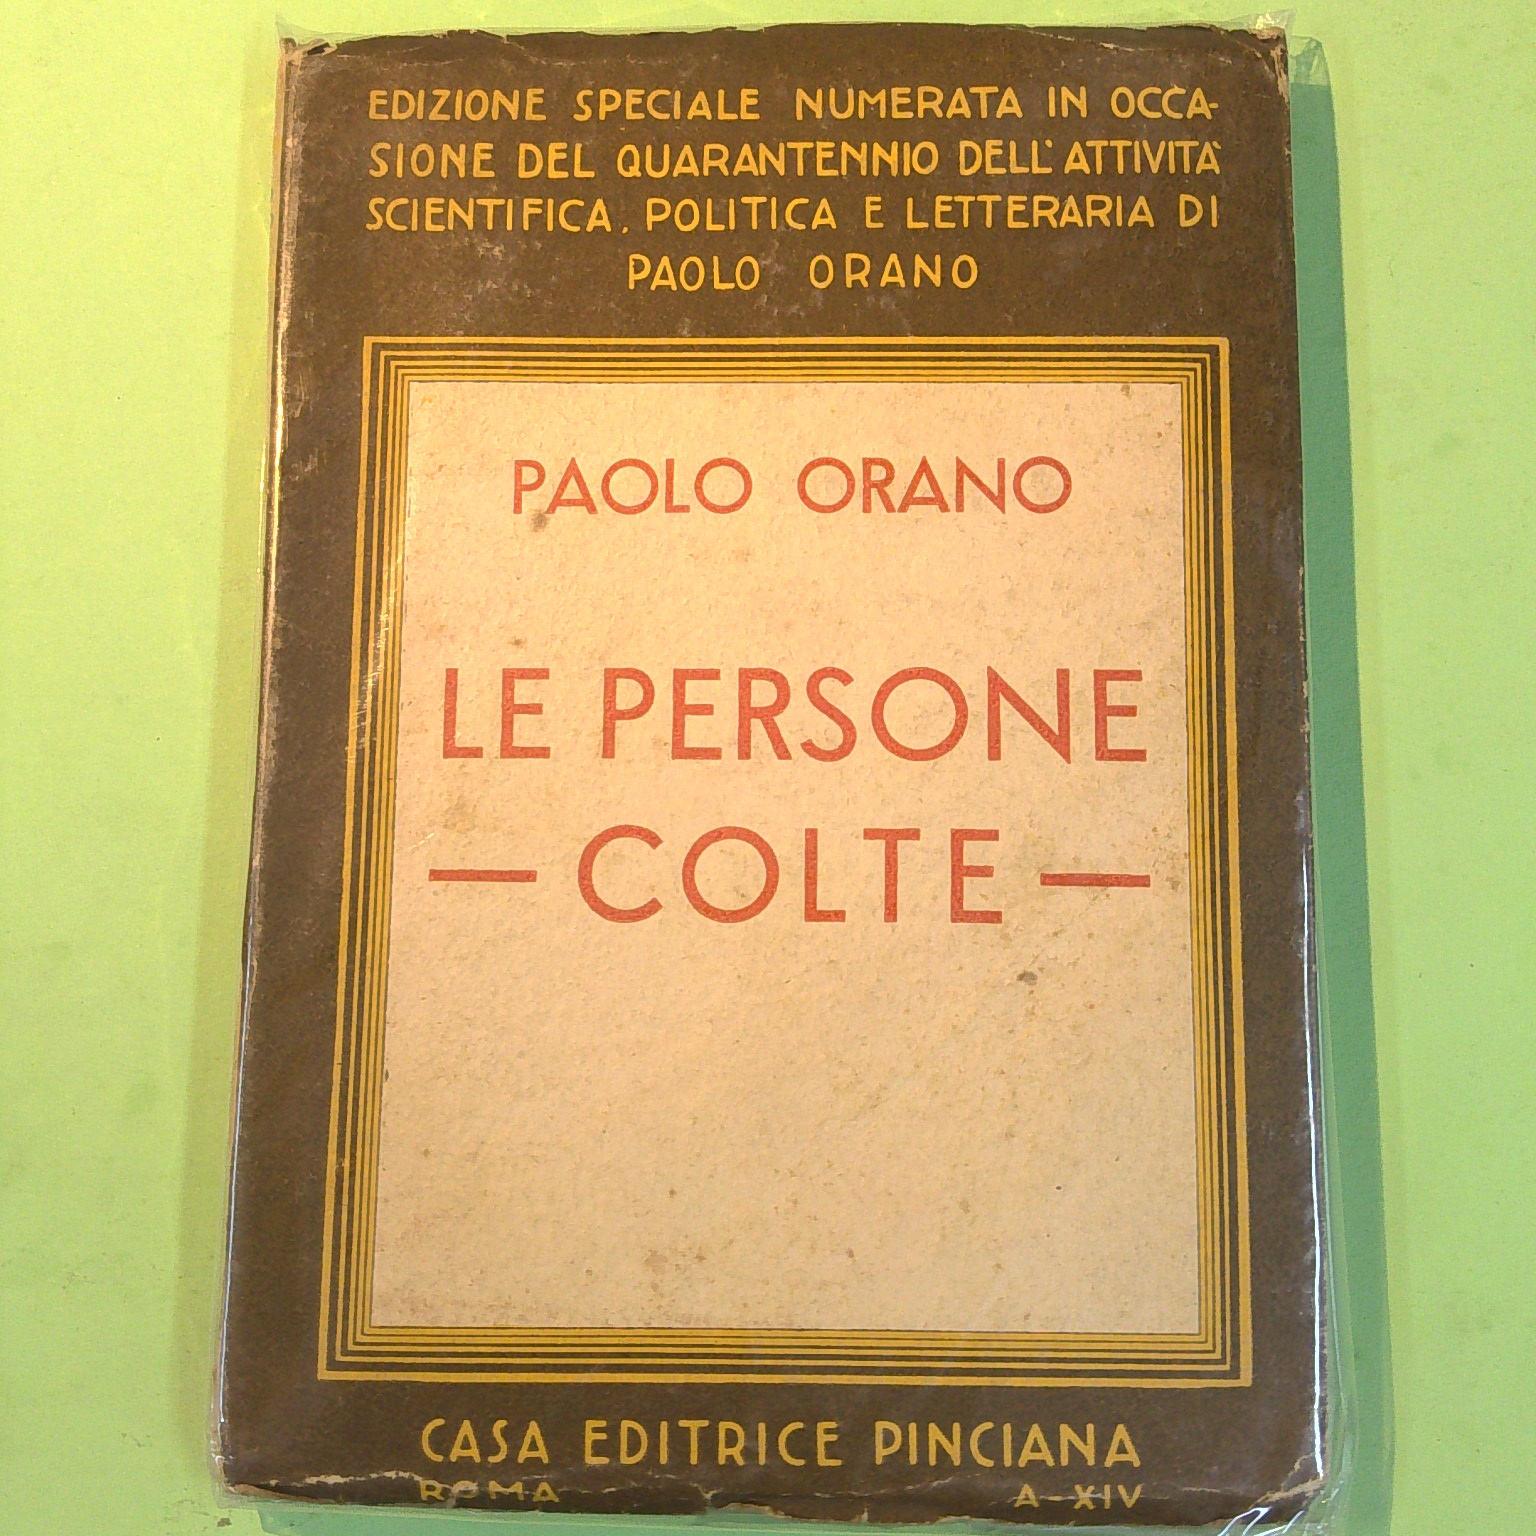 EDIZIONE SPECIALE NUMERATA IN OCCA-
SIONE DEL QUARANTENNIO DELL'ATTIVITÀ
SCIENTIFICA, POLITICA E LETTERARIA DI
PAOLO ORANO
PAOLO ORANO
LE PERSONE
— COLTE —
CASA EDITRICE PINCIANA
ROMA A-XIV